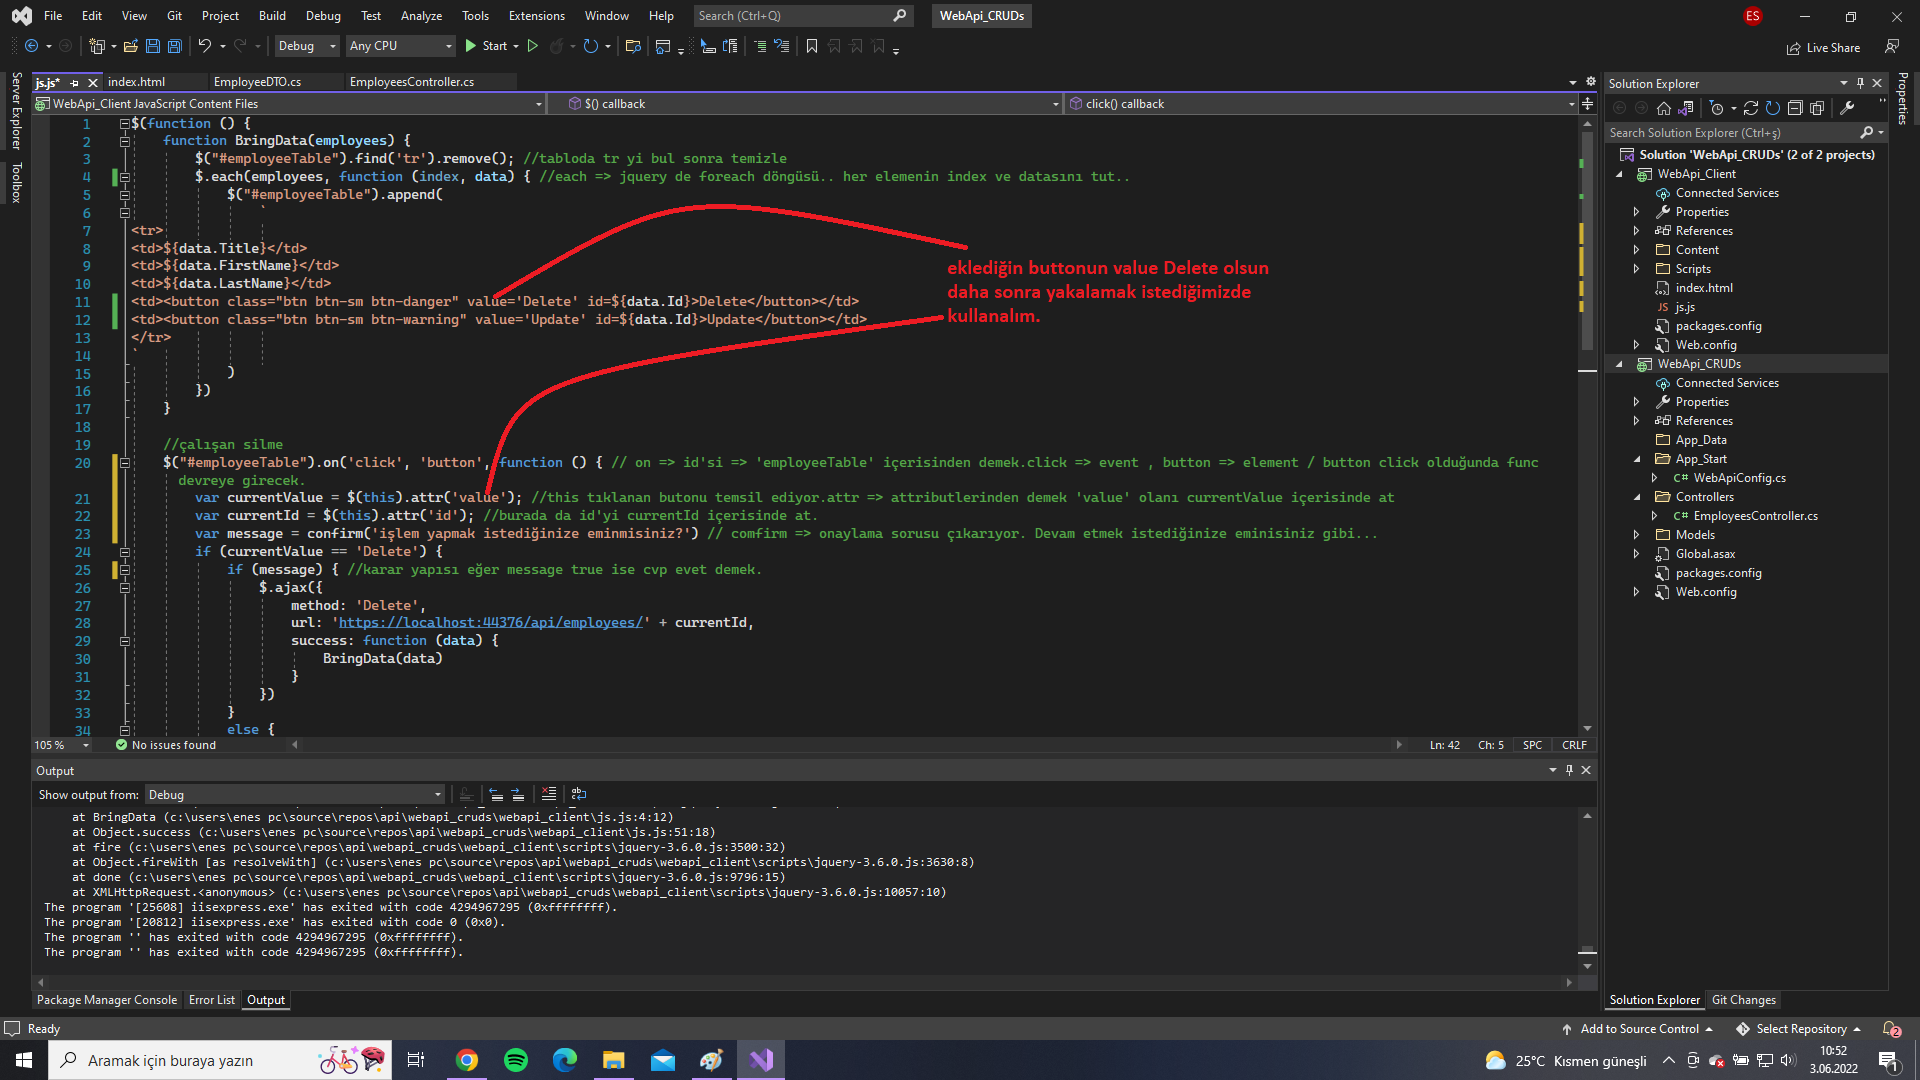 File Edit View Git Project Build Debug Test Analyze Tools Extensions Window Help Search (Ctrl+Q) WebApi_CRUDs ES
Debug Any CPU Start Live Share
Server Explorer
Toolbox
Properties
js.js* index.html EmployeeDTO.cs EmployeesController.cs
WebApi_Client JavaScript Content Files $() callback click() callback
1 $(function () {
2 function BringData(employees) {
3 $("#employeeTable").find('tr').remove(); //tabloda tr yi bul sonra temizle
4 $.each(employees, function (index, data) { //each => jquery de foreach döngüsü.. her elemenin index ve datasını tut..
5 $("#employeeTable").append(
6 `
7 <tr>
8 <td>${data.Title}</td>
9 <td>${data.FirstName}</td>
10 <td>${data.LastName}</td>
11 <td><button class="btn btn-sm btn-danger" value='Delete' id=${data.Id}>Delete</button></td>
12 <td><button class="btn btn-sm btn-warning" value='Update' id=${data.Id}>Update</button></td>
13 </tr>
14 `
15 )
16 })
17 }
18
19 //çalışan silme
20 $("#employeeTable").on('click', 'button', function () { // on => id'si => 'employeeTable' içerisinden demek.click => event , button => element / button click olduğunda func
devreye girecek.
21 var currentValue = $(this).attr('value'); //this tıklanan butonu temsil ediyor.attr => attributlerinden demek 'value' olanı currentValue içerisinde at
22 var currentId = $(this).attr('id'); //burada da id'yi currentId içerisinde at.
23 var message = confirm('işlem yapmak istediğinize eminmisiniz?') // comfirm => onaylama sorusu çıkarıyor. Devam etmek istediğinize eminisiniz gibi...
24 if (currentValue == 'Delete') {
25 if (message) { //karar yapısı eğer message true ise cvp evet demek.
26 $.ajax({
27 method: 'Delete',
28 url: 'https://localhost:44376/api/employees/' + currentId,
29 success: function (data) {
30 BringData(data)
31 }
32 })
33 }
34 else {
eklediğin buttonun value Delete olsun
daha sonra yakalamak istediğimizde
kullanalım.
105 % No issues found Ln: 42 Ch: 5 SPC CRLF
Output
Show output from: Debug
at BringData (c:\users\enes pc\source\repos\api\webapi_cruds\webapi_client\js.js:4:12)
at Object.success (c:\users\enes pc\source\repos\api\webapi_cruds\webapi_client\js.js:51:18)
at fire (c:\users\enes pc\source\repos\api\webapi_cruds\webapi_client\scripts\jquery-3.6.0.js:3500:32)
at Object.fireWith [as resolveWith] (c:\users\enes pc\source\repos\api\webapi_cruds\webapi_client\scripts\jquery-3.6.0.js:3630:8)
at done (c:\users\enes pc\source\repos\api\webapi_cruds\webapi_client\scripts\jquery-3.6.0.js:9796:15)
at XMLHttpRequest.<anonymous> (c:\users\enes pc\source\repos\api\webapi_cruds\webapi_client\scripts\jquery-3.6.0.js:10057:10)
The program '[25608] iisexpress.exe' has exited with code 4294967295 (0xffffffff).
The program '[20812] iisexpress.exe' has exited with code 0 (0x0).
The program '' has exited with code 4294967295 (0xffffffff).
The program '' has exited with code 4294967295 (0xffffffff).
Package Manager Console Error List Output
Solution Explorer
Search Solution Explorer (Ctrl+ş)
Solution 'WebApi_CRUDs' (2 of 2 projects)
WebApi_Client
Connected Services
Properties
References
Content
Scripts
index.html
JS js.js
packages.config
Web.config
WebApi_CRUDs
Connected Services
Properties
References
App_Data
App_Start
C# WebApiConfig.cs
Controllers
C# EmployeesController.cs
Models
Global.asax
packages.config
Web.config
Solution Explorer Git Changes
Ready Add to Source Control Select Repository 2
Aramak için buraya yazın 25°C Kısmen güneşli 10:52
3.06.2022 1